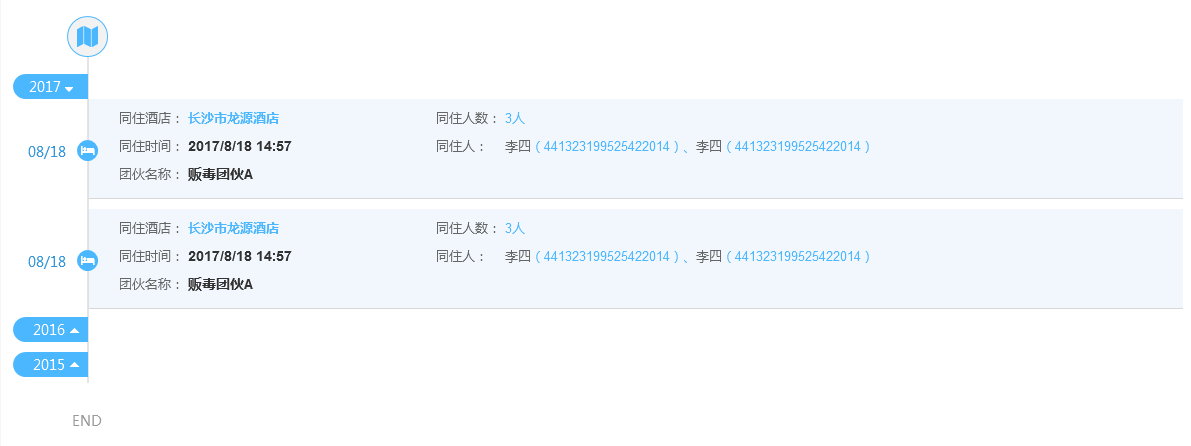 2017
同住酒店： 长沙市龙源酒店 同住人数： 3人
08/18 同住时间： 2017/8/18 14:57 同住人： 李四（441323199525422014）、李四（441323199525422014）
团伙名称： 贩毒团伙A
同住酒店： 长沙市龙源酒店 同住人数： 3人
08/18 同住时间： 2017/8/18 14:57 同住人： 李四（441323199525422014）、李四（441323199525422014）
团伙名称： 贩毒团伙A
2016
2015
END